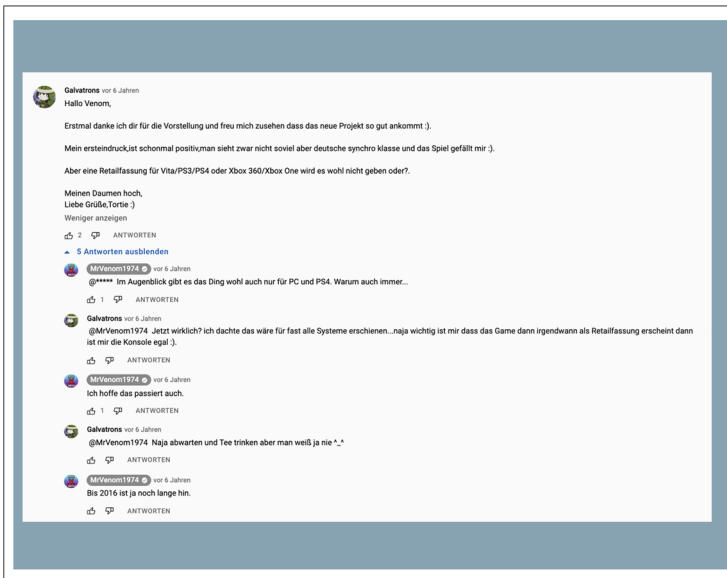 Galvatrons vor 6 Jahren
Hallo Venom,
Erstmal danke ich dir für die Vorstellung und freu mich zusehen dass das neue Projekt so gut ankommt :).
Mein ersteindruck,ist schonmal positiv,man sieht zwar nicht soviel aber deutsche synchro klasse und das Spiel gefällt mir :).
Aber eine Retailfassung für Vita/PS3/PS4 oder Xbox 360/Xbox One wird es wohl nicht geben oder?.
Meinen Daumen hoch,
Liebe Grüße,Tortie :)
Weniger anzeigen
2 ANTWORTEN
5 Antworten ausblenden
MrVenom1974 vor 6 Jahren
@***** Im Augenblick gibt es das Ding wohl auch nur für PC und PS4. Warum auch immer...
1 ANTWORTEN
Galvatrons vor 6 Jahren
@MrVenom1974 Jetzt wirklich? ich dachte das wäre für fast alle Systeme erschienen...naja wichtig ist mir dass das Game dann irgendwann als Retailfassung erscheint dann
ist mir die Konsole egal :).
ANTWORTEN
MrVenom1974 vor 6 Jahren
Ich hoffe das passiert auch.
1 ANTWORTEN
Galvatrons vor 6 Jahren
@MrVenom1974 Naja abwarten und Tee trinken aber man weiß ja nie ^_^
ANTWORTEN
MrVenom1974 vor 6 Jahren
Bis 2016 ist ja noch lange hin.
ANTWORTEN